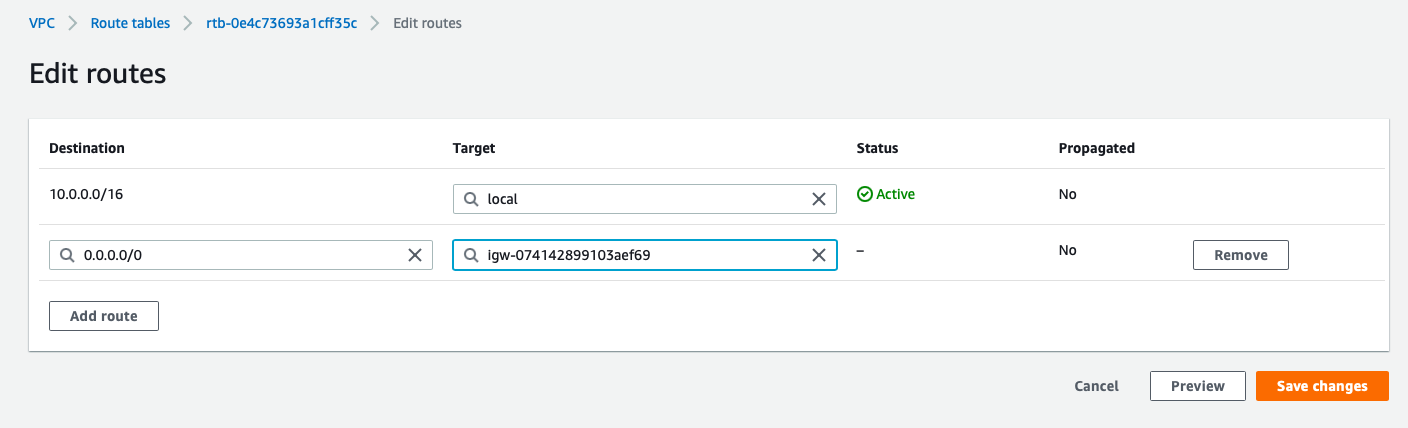 VPC > Route tables > rtb-0e4c73693a1cff35c > Edit routes
Edit routes
Destination Target Status Propagated
10.0.0.0/16 local Active No
0.0.0.0/0 igw-074142899103aef69 – No Remove
Add route
Cancel Preview Save changes